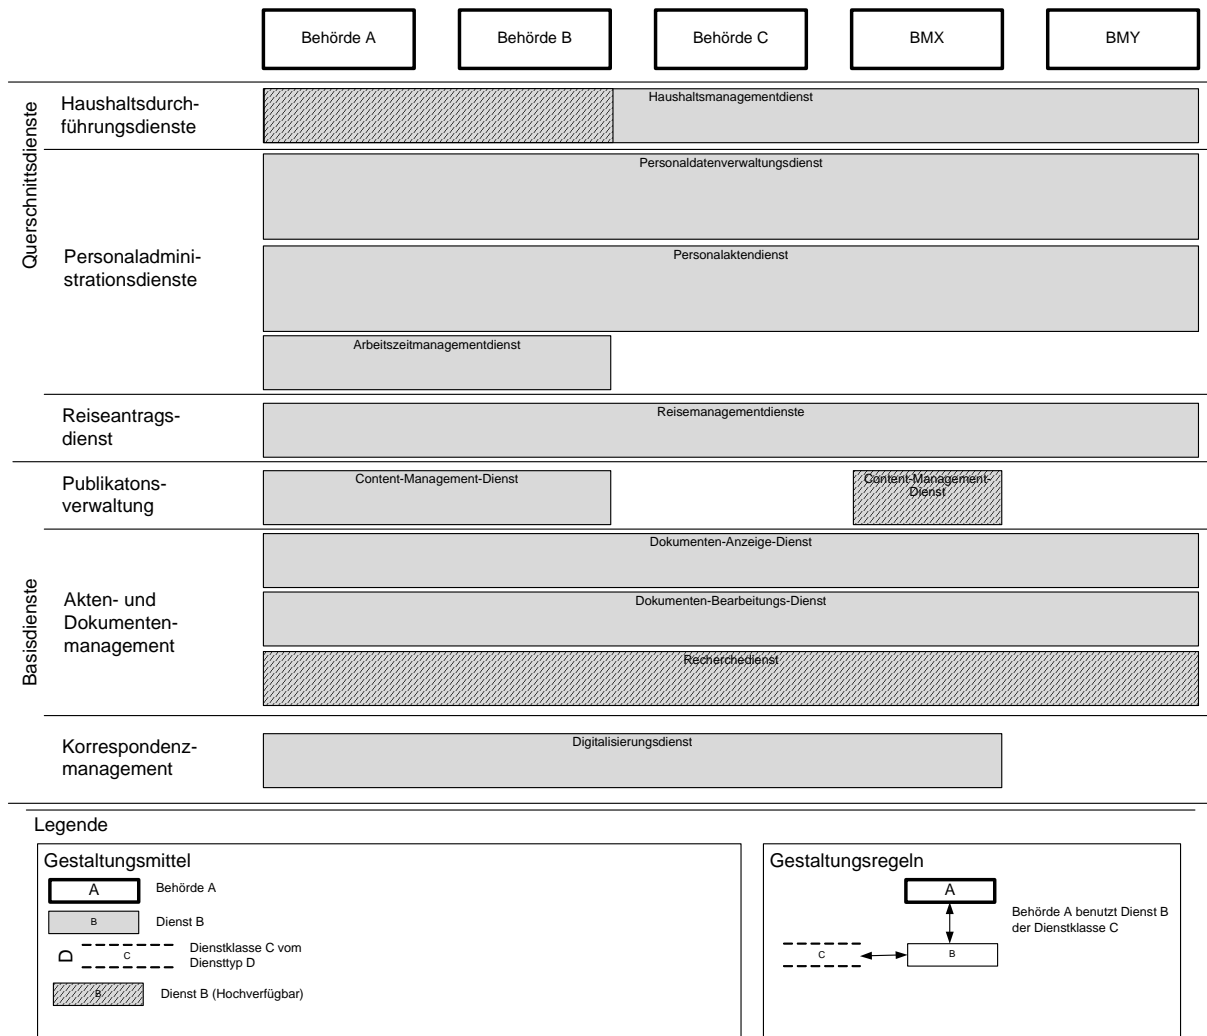 Behörde A
Behörde B
Behörde C
BMX
BMY
Querschnittsdienste
Haushaltsdurch-
führungsdienste
Haushaltsmanagementdienst
Personaladmini-
strationsdienste
Personaldatenverwaltungsdienst
Personalaktendienst
Arbeitszeitmanagementdienst
Reiseantrags-
dienst
Reisemanagementdienste
Basisdienste
Publikatons-
verwaltung
Content-Management-Dienst
Content-Management-
Dienst
Akten- und
Dokumenten-
management
Dokumenten-Anzeige-Dienst
Dokumenten-Bearbeitungs-Dienst
Recherchedienst
Korrespondenz-
management
Digitalisierungsdienst
Legende
Gestaltungsmittel
A
Behörde A
B
Dienst B
D
C
Dienstklasse C vom
Diensttyp D
B
Dienst B (Hochverfügbar)
Gestaltungsregeln
A
Behörde A benutzt Dienst B
der Dienstklasse C
C
B